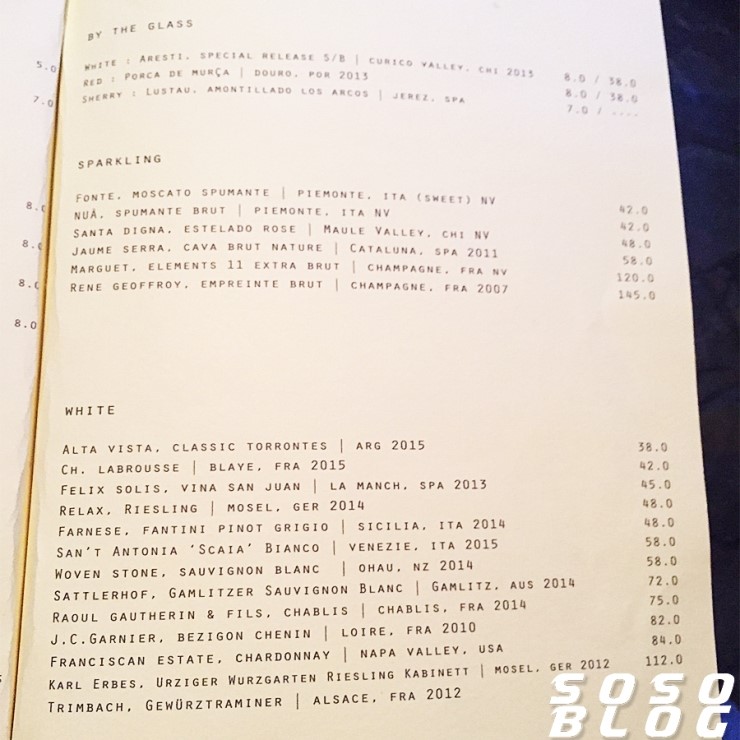 5.0
7.0
8.
8.
8.
8.0
BY THE GLASS
WHITE : ARESTI, SPECIAL RELEASE S/B | CURICO VALLEY, CHI 2013 8.0 / 38.0
RED : PORCA DE MURÇA | DOURO, POR 2013 8.0 / 38.0
SHERRY : LUSTAU, AMONTILLADO LOS ARCOS | JEREZ, SPA 7.0 / ----
SPARKLING
FONTE, MOSCATO SPUMANTE | PIEMONTE, ITA (SWEET) NV 42.0
NUÁ, SPUMANTE BRUT | PIEMONTE, ITA NV 42.0
SANTA DIGNA, ESTELADO ROSE | MAULE VALLEY, CHI NV 48.0
JAUME SERRA, CAVA BRUT NATURE | CATALUNA, SPA 2011 58.0
MARGUET, ELEMENTS 11 EXTRA BRUT | CHAMPAGNE, FRA NV 120.0
RENE GEOFFROY, EMPREINTE BRUT | CHAMPAGNE, FRA 2007 145.0
WHITE
ALTA VISTA, CLASSIC TORRONTES | ARG 2015 38.0
CH. LABROUSSE | BLAYE, FRA 2015 42.0
FELIX SOLIS, VINA SAN JUAN | LA MANCH, SPA 2013 45.0
RELAX, RIESLING | MOSEL, GER 2014 48.0
FARNESE, FANTINI PINOT GRIGIO | SICILIA, ITA 2014 48.0
SAN'T ANTONIA 'SCAIA' BIANCO | VENEZIE, ITA 2015 58.0
WOVEN STONE, SAUVIGNON BLANC | OHAU, NZ 2014 58.0
SATTLERHOF, GAMLITZER SAUVIGNON BLANC | GAMLITZ, AUS 2014 72.0
RAOUL GAUTHERIN & FILS, CHABLIS | CHABLIS, FRA 2014 75.0
J.C.GARNIER, BEZIGON CHENIN | LOIRE, FRA 2010 82.0
FRANCISCAN ESTATE, CHARDONNAY | NAPA VALLEY, USA 84.0
KARL ERBES, URZIGER WURZGARTEN RIESLING KABINETT | MOSEL, GER 2012 112.0
TRIMBACH, GEWÜRZTRAMINER | ALSACE, FRA 2012
SOSO
BLOG